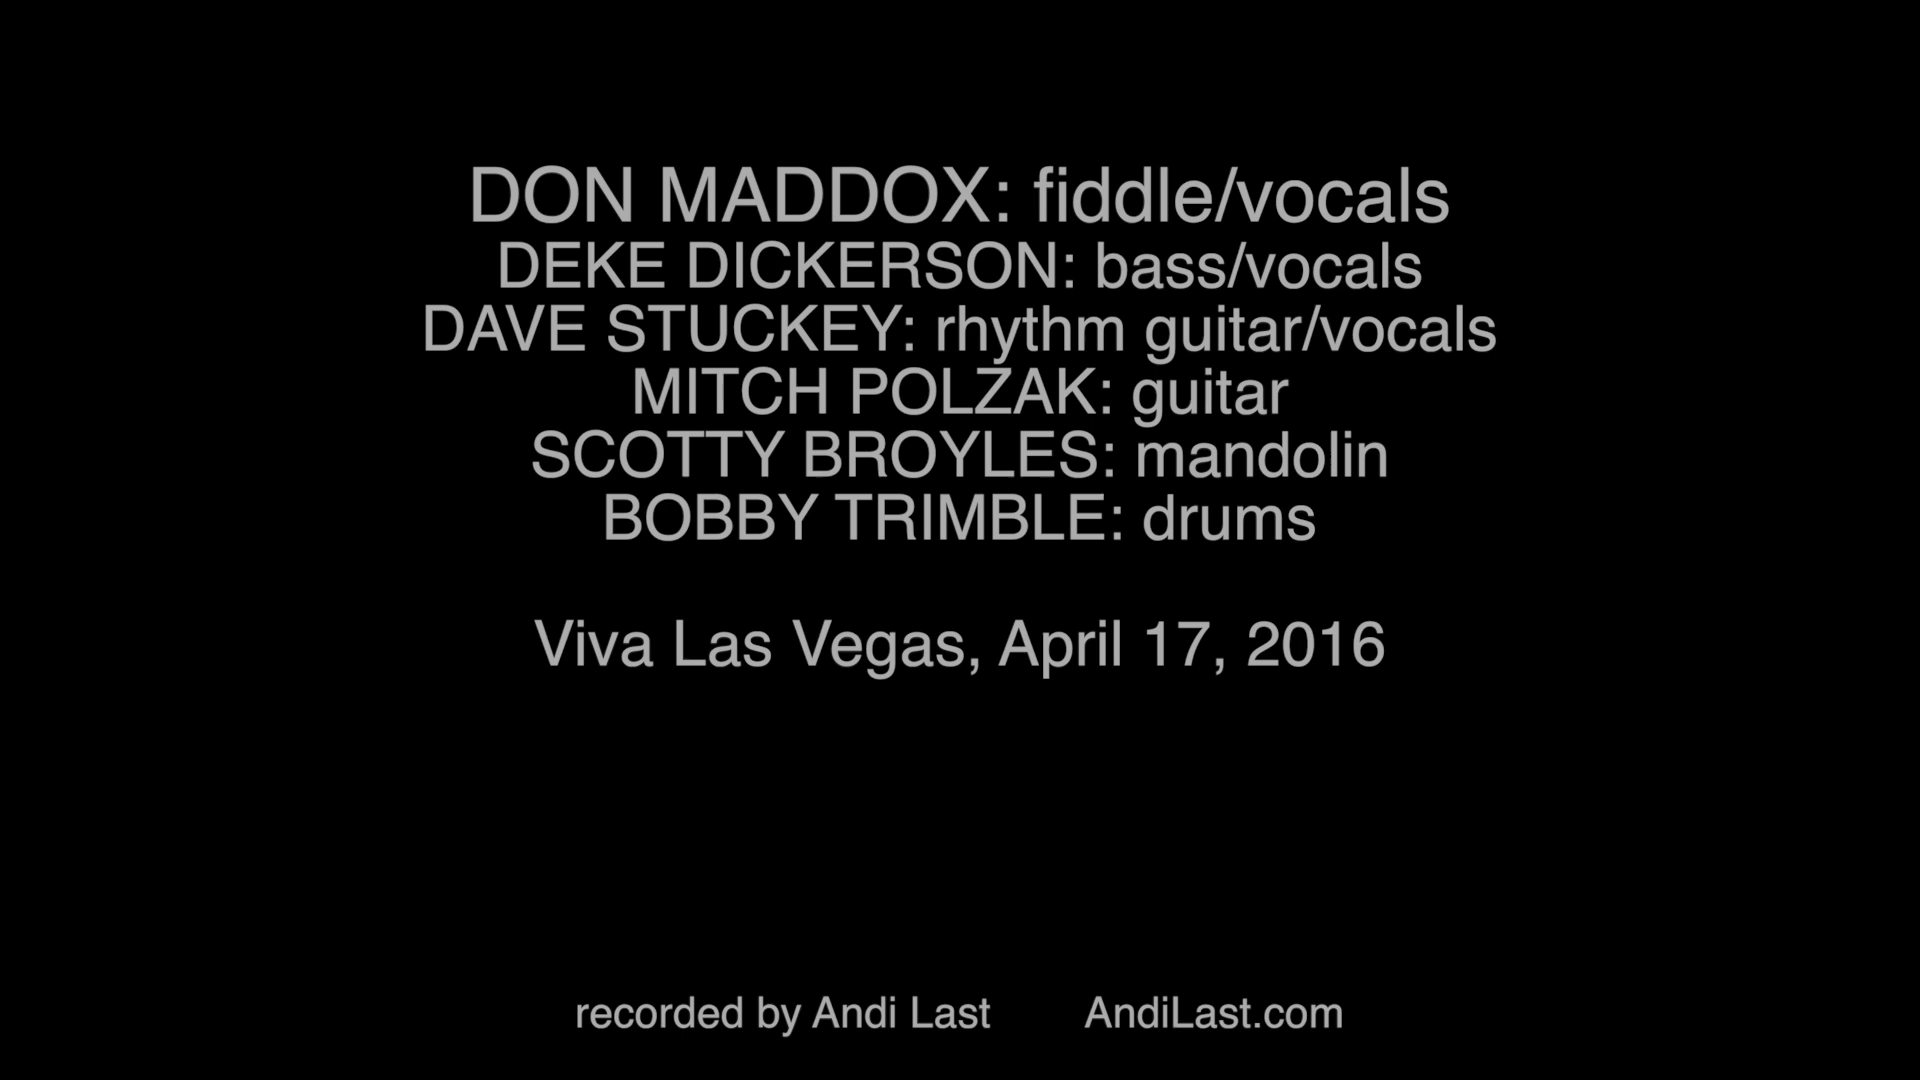 DON MADDOX: fiddle/vocals
DEKE DICKERSON: bass/vocals
DAVE STUCKEY: rhythm guitar/vocals
MITCH POLZAK: guitar
SCOTTY BROYLES: mandolin
BOBBY TRIMBLE: drums
Viva Las Vegas, April 17, 2016
recorded by Andi Last AndiLast.com